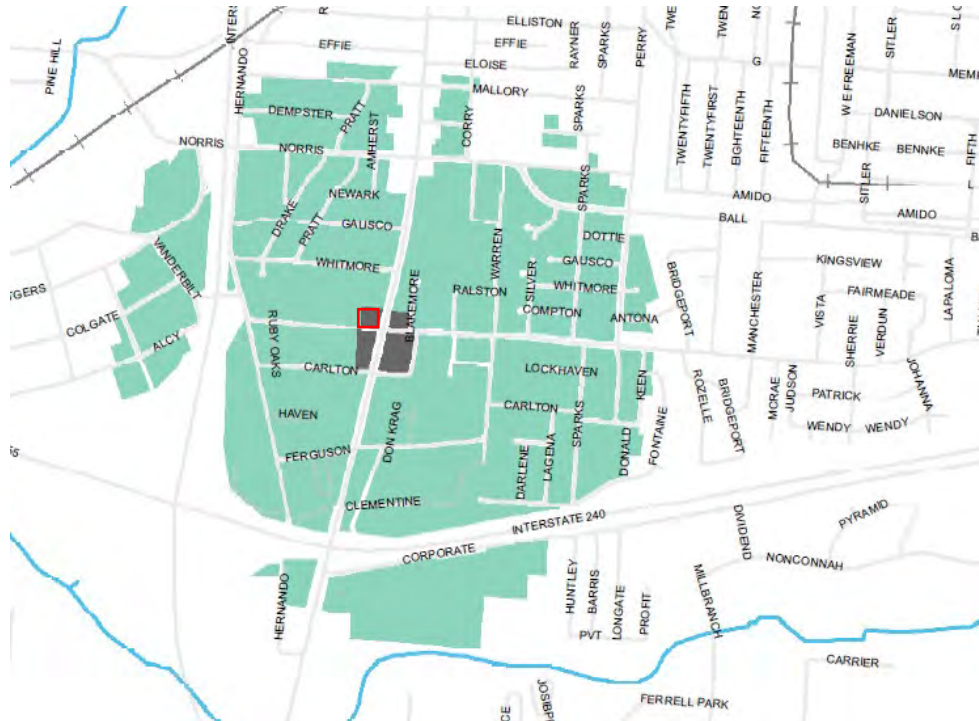 ELLISTON
EFFIE
EFFIE
ELOISE
MALLORY
RAYNER
SPARKS
PERRY
PINE HILL
HERNANDO
DEMPSTER
PRATT
AMHERST
CORRY
SPARKS
NORRIS
NORRIS
TWENTYFIFTH
TWENTYFIRST
EIGHTEENTH
FIFTEENTH
W E FREEMAN
SITLER
DANIELSON
BENHKE
BENNKE
FIFTH
SITLER
AMIDO
AMIDO
BALL
NEWARK
DRAKE
PRATT
GAUSCO
WHITMORE
VANDERBILT
COLGATE
ALCY
RUBY OAKS
CARLTON
BLAKEMORE
RALSTON
WARREN
SILVER
SPARKS
DOTTIE
GAUSCO
WHITMORE
COMPTON
ANTONA
BRIDGEPORT
MANCHESTER
KINGSVIEW
FAIRMEADE
VISTA
SHERRIE
VERDUN
LAPALOMA
JOHANNA
PATRICK
WENDY
WENDY
MCRAE
JUDSON
ROZELLE
BRIDGEPORT
LOCKHAVEN
CARLTON
KEEN
SPARKS
DONALD
FONTAINE
DARLENE
LAGENA
HAVEN
FERGUSON
DON KRAG
CLEMENTINE
INTERSTATE 240
CORPORATE
HERNANDO
HUNTLEY
BARRIS
LONGATE
PROFIT
PVT
MILLBRANCH
DIVIDEND
PYRAMID
NONCONNAH
CARRIER
FERRELL PARK